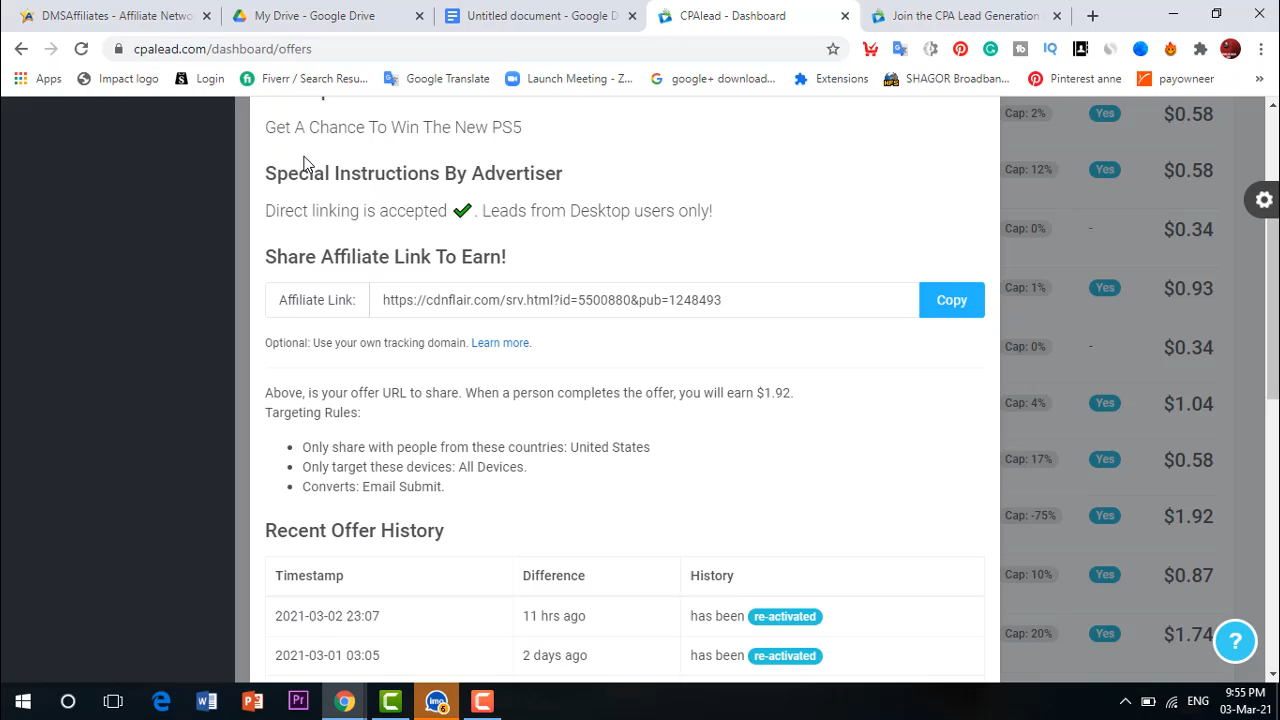 DMSAffiliates - Affiliate Netw
My Drive - Google Drive
Untitled document - Google D
CPAlead - Dashboard
Join the CPA Lead Generation
cpalead.com/dashboard/offers
Apps
Impact logo
Login
Fiverr / Search Resu...
Google Translate
Launch Meeting - Z...
google+ download...
Extensions
SHAGOR Broadban...
Pinterest anne
payowneer
Get A Chance To Win The New PS5
Special Instructions By Advertiser
Direct linking is accepted ✔. Leads from Desktop users only!
Share Affiliate Link To Earn!
Affiliate Link: https://cdnflair.com/srv.html?id=5500880&pub=1248493 Copy
Optional: Use your own tracking domain. Learn more.
Above, is your offer URL to share. When a person completes the offer, you will earn $1.92.
Targeting Rules:
• Only share with people from these countries: United States
• Only target these devices: All Devices.
• Converts: Email Submit.
Recent Offer History
Timestamp Difference History
2021-03-02 23:07 11 hrs ago has been re-activated
2021-03-01 03:05 2 days ago has been re-activated
Cap: 2% Yes $0.58
Cap: 12% Yes $0.58
Cap: 0% - $0.34
Cap: 1% Yes $0.93
Cap: 0% - $0.34
Cap: 4% Yes $1.04
Cap: 17% Yes $0.58
Cap: -75% Yes $1.92
Cap: 10% Yes $0.87
Cap: 20% Yes $1.74
?
ENG
9:55 PM
03-Mar-21